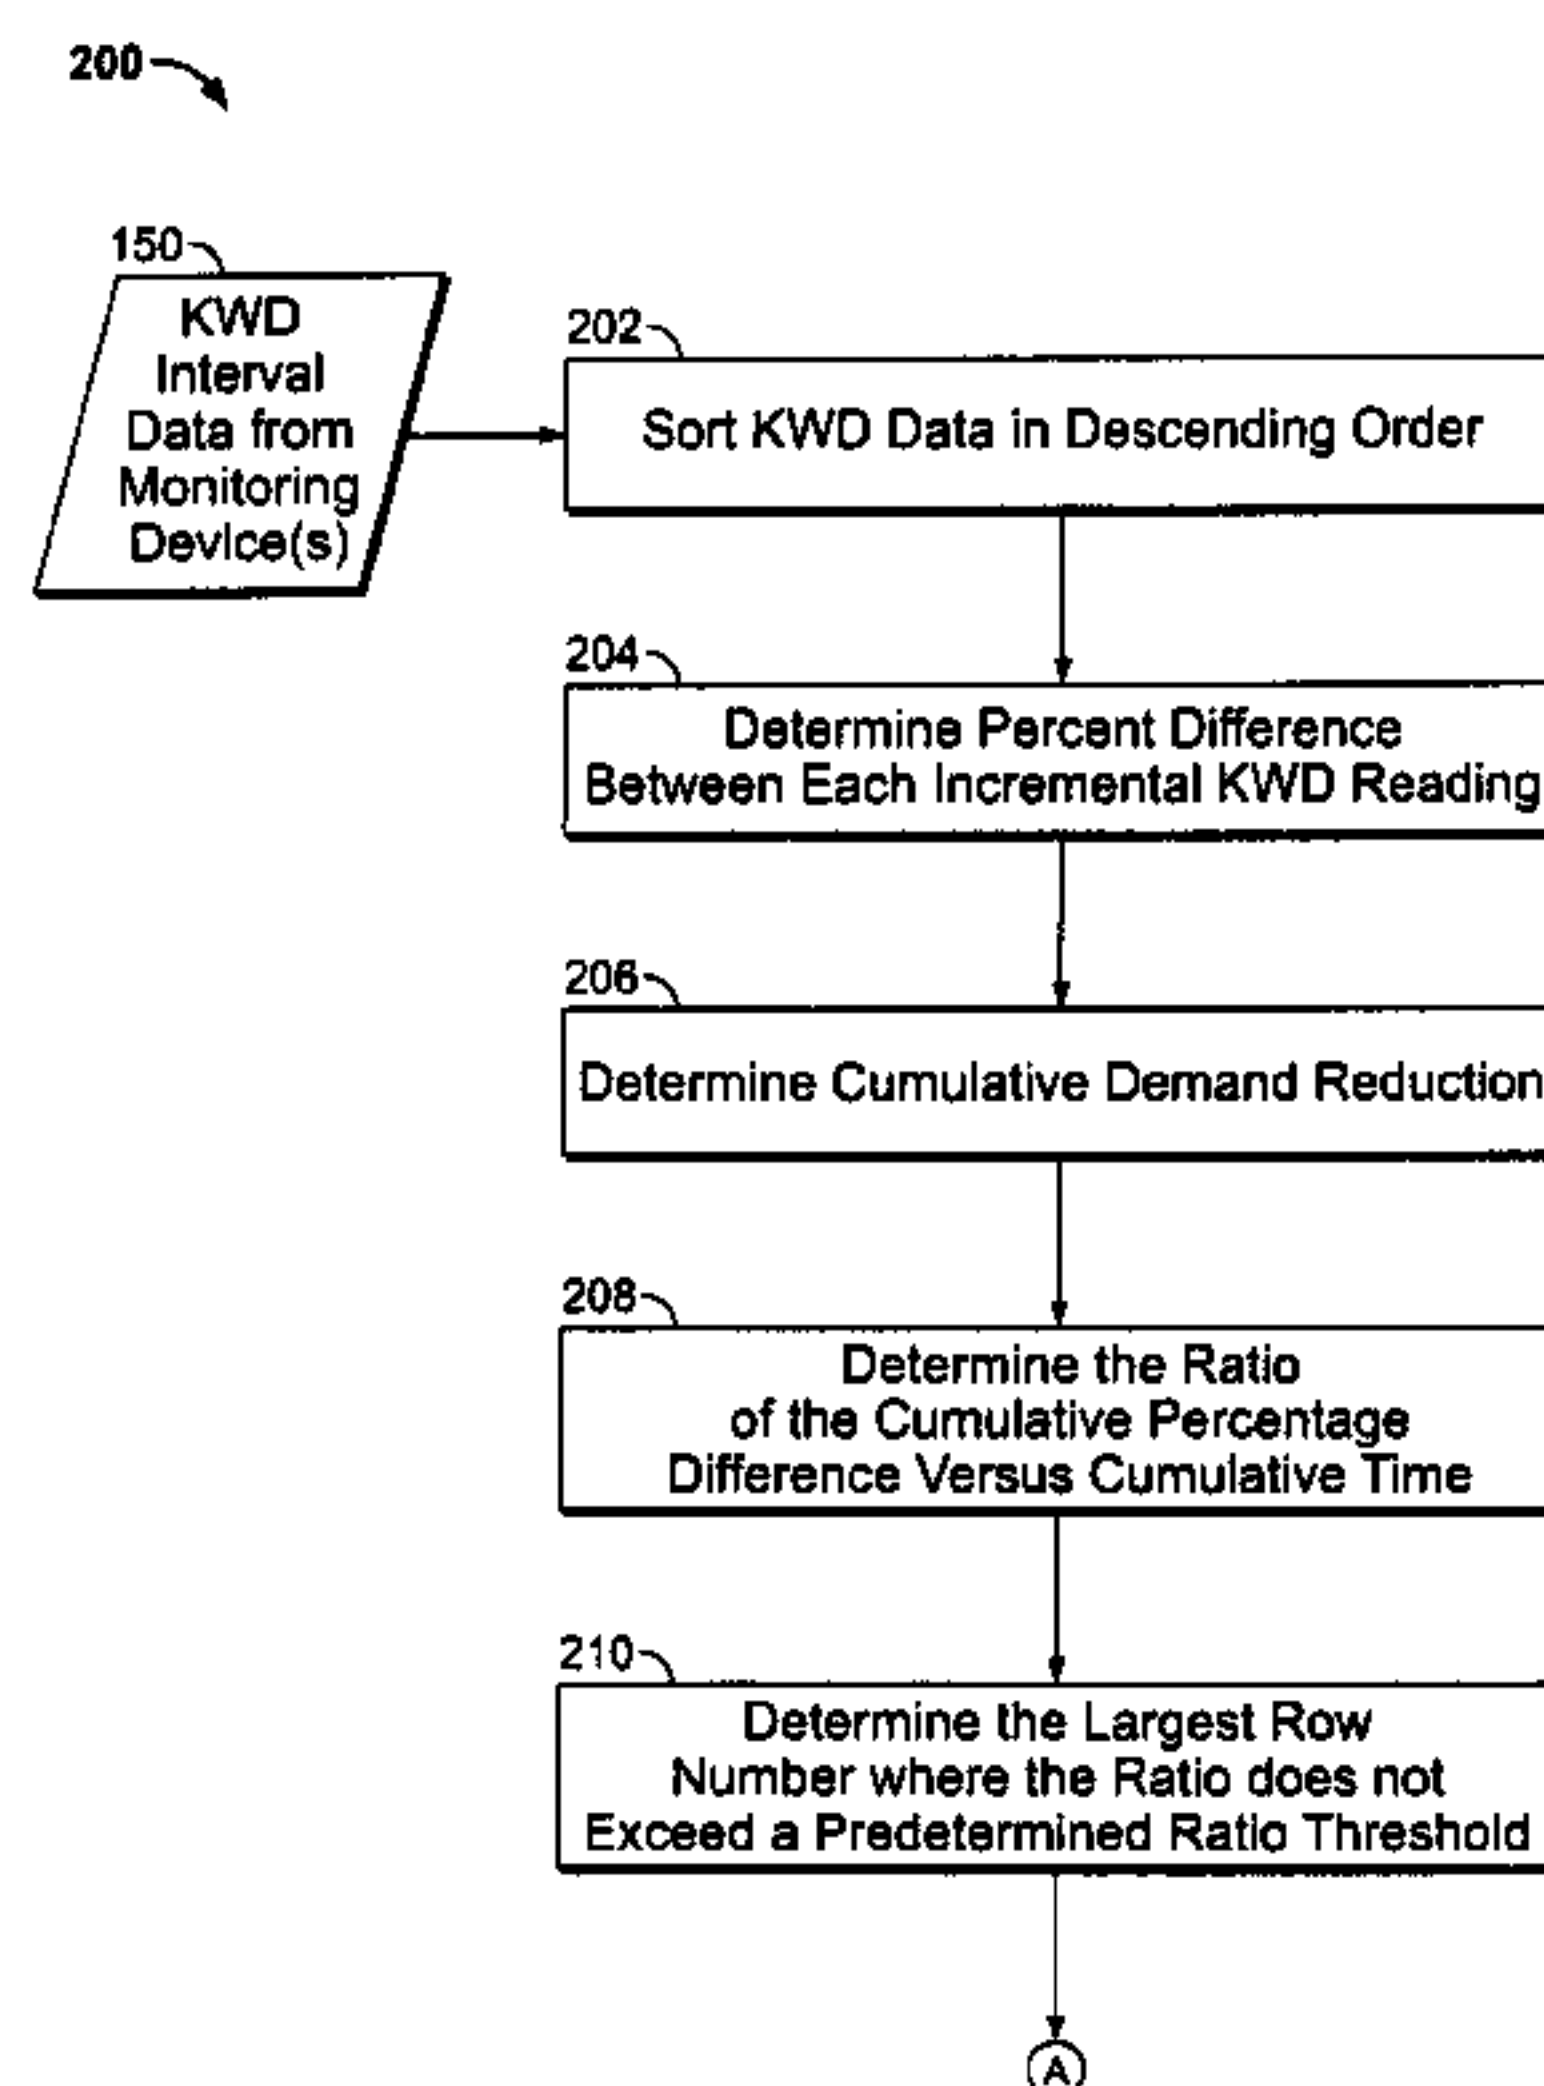 200
150
KWD
Interval
Data from
Monitoring
Device(s)
202
Sort KWD Data in Descending Order
204
Determine Percent Difference
Between Each Incremental KWD Reading
206
Determine Cumulative Demand Reduction
208
Determine the Ratio
of the Cumulative Percentage
Difference Versus Cumulative Time
210
Determine the Largest Row
Number where the Ratio does not
Exceed a Predetermined Ratio Threshold
A